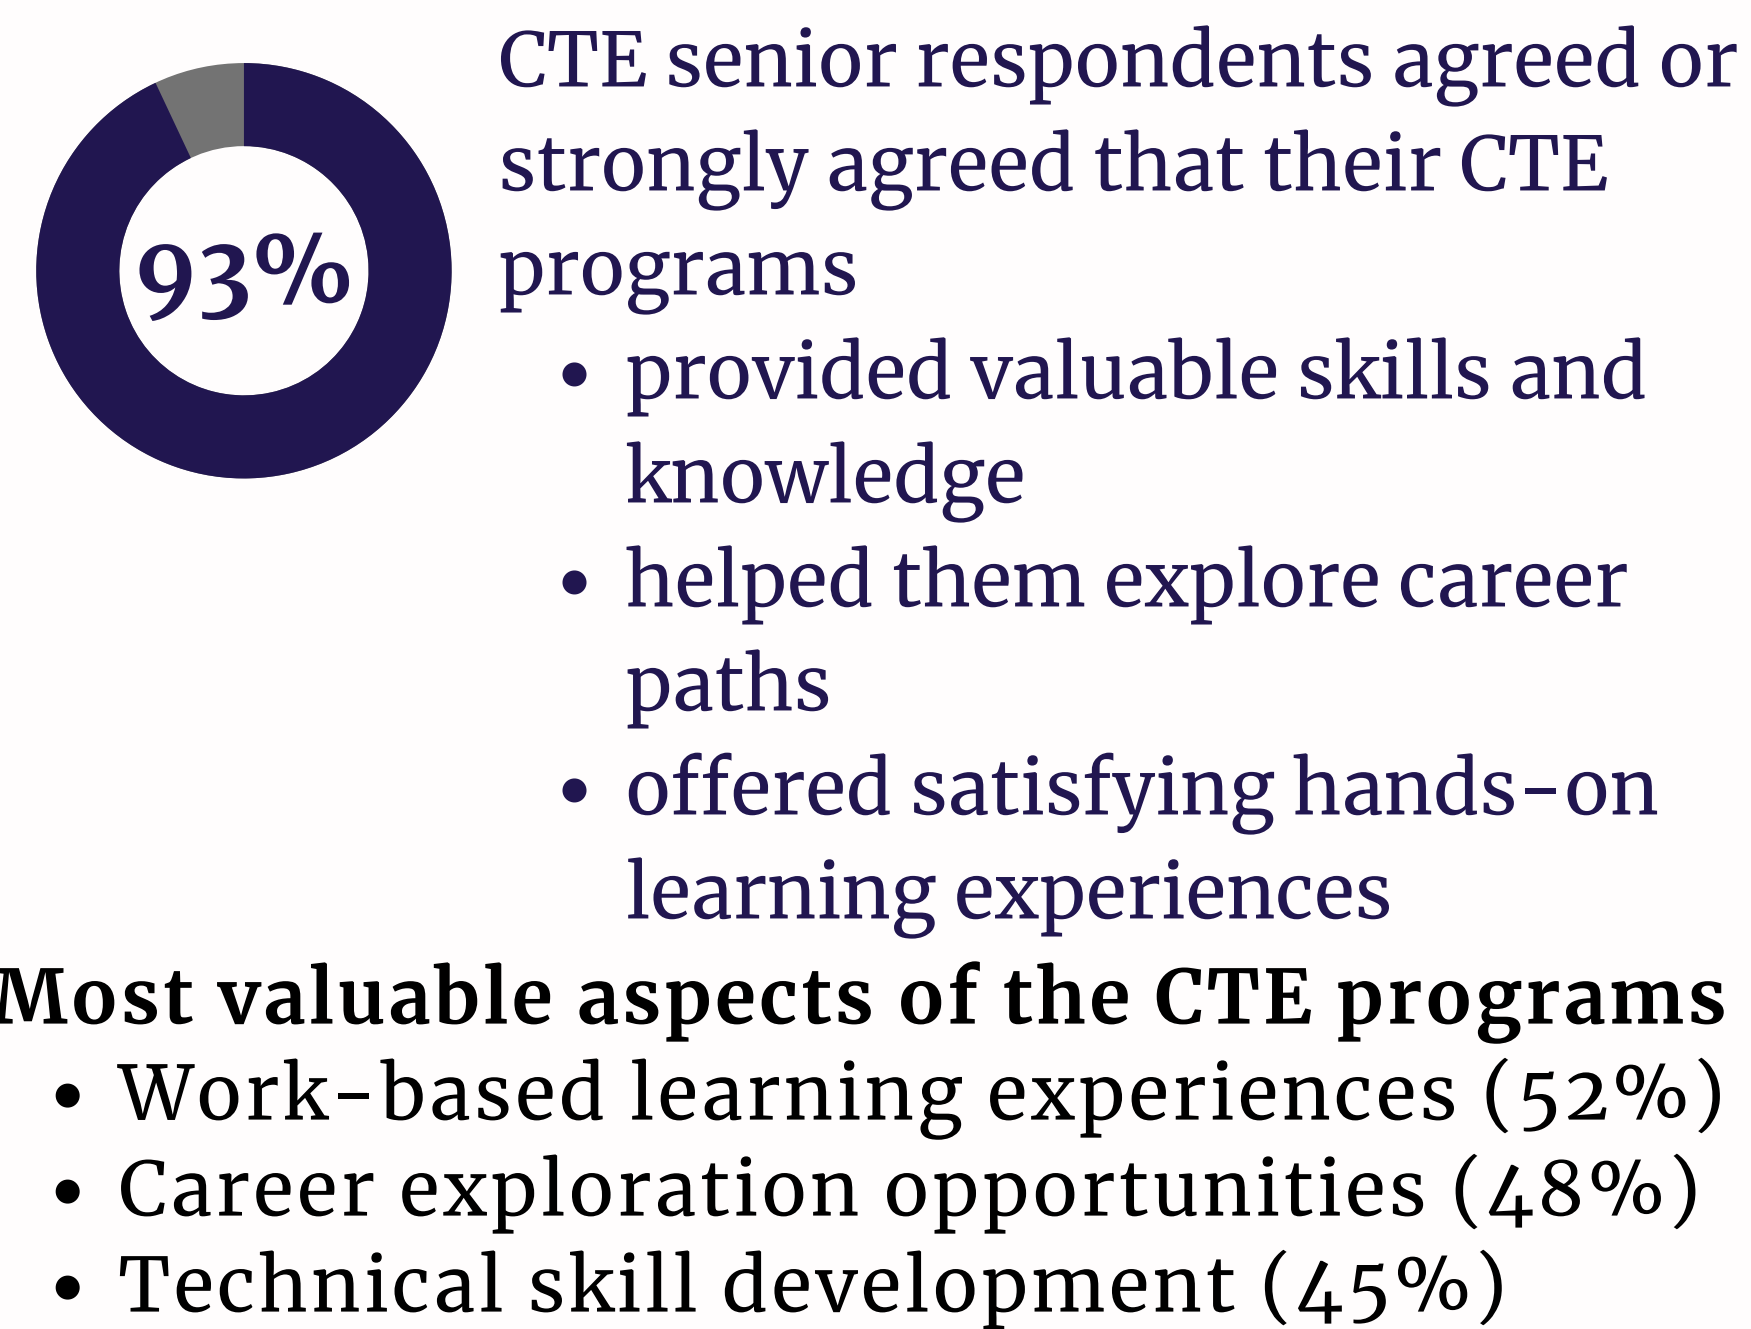 93%
CTE senior respondents agreed or
strongly agreed that their CTE
programs
• provided valuable skills and
knowledge
• helped them explore career
paths
• offered satisfying hands-on
learning experiences
Most valuable aspects of the CTE programs
• Work-based learning experiences (52%)
• Career exploration opportunities (48%)
• Technical skill development (45%)